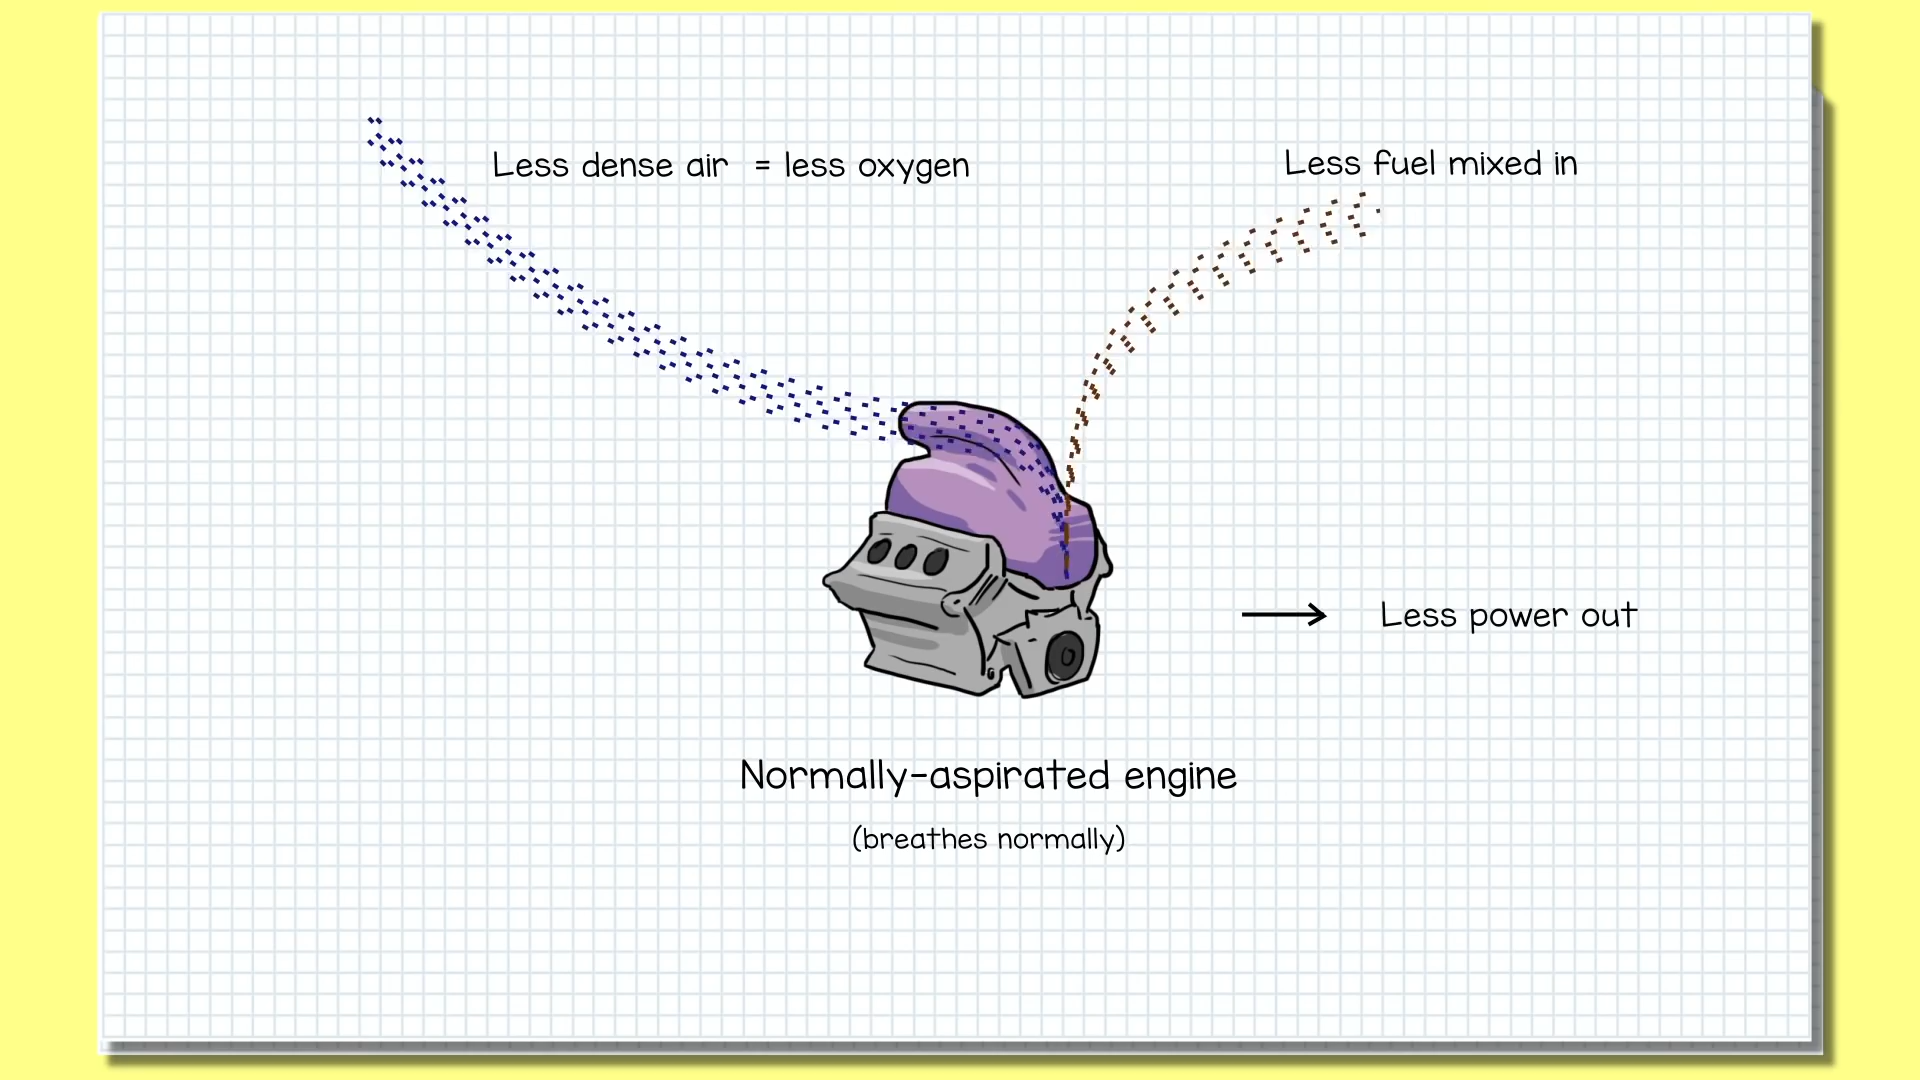 Less dense air = less oxygen
Less fuel mixed in
Less power out
Normally-aspirated engine
(breathes normally)